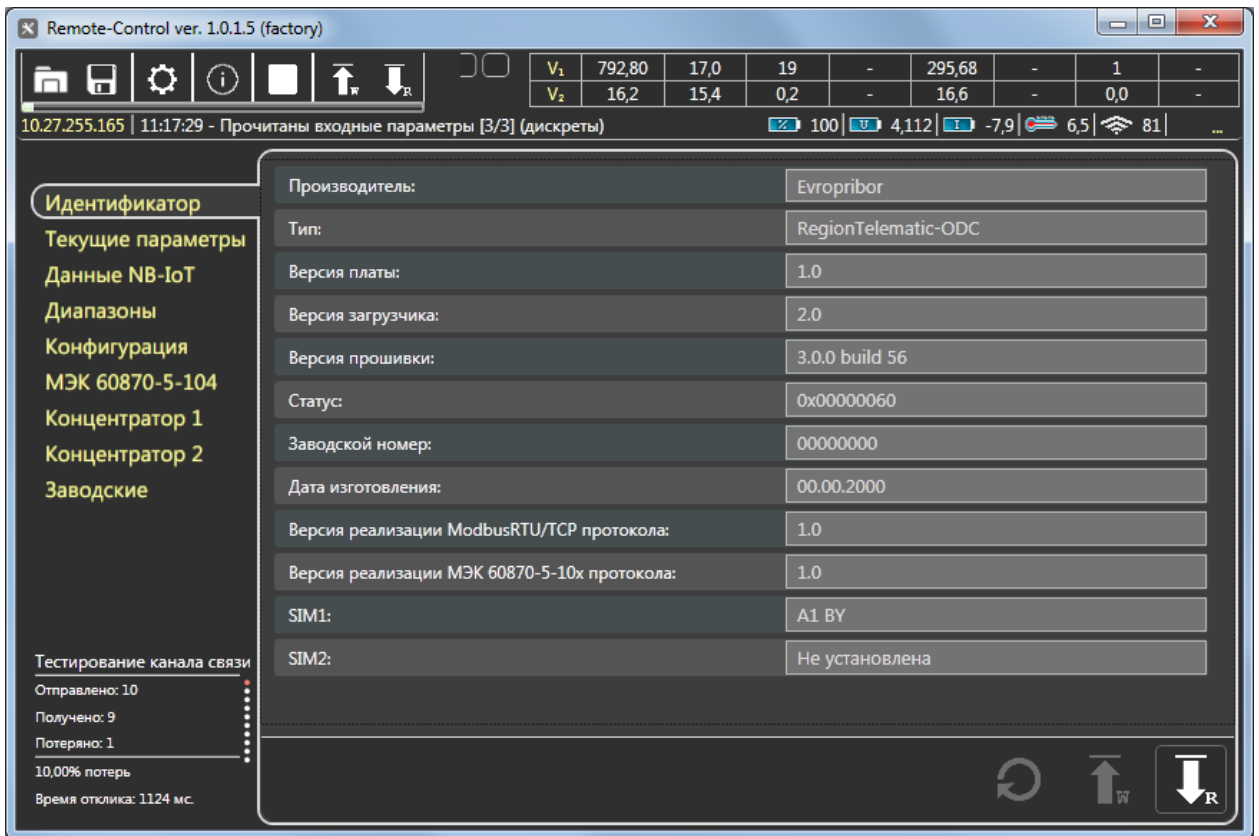 Remote-Control ver. 1.0.1.5 (factory)
V₁ 792,80 17,0 19 - 295,68 - 1 -
V₂ 16,2 15,4 0,2 - 16,6 - 0,0 -
W R
10.27.255.165 | 11:17:29 - Прочитаны входные параметры [3/3] (дискреты) % 100 U 4,112 I -7,9 6,5 81 ...
Идентификатор
Текущие параметры
Данные NB-IoT
Диапазоны
Конфигурация
МЭК 60870-5-104
Концентратор 1
Концентратор 2
Заводские
Производитель: Evropribor
Тип: RegionTelematic-ODC
Версия платы: 1.0
Версия загрузчика: 2.0
Версия прошивки: 3.0.0 build 56
Статус: 0x00000060
Заводской номер: 00000000
Дата изготовления: 00.00.2000
Версия реализации ModbusRTU/TCP протокола: 1.0
Версия реализации МЭК 60870-5-10x протокола: 1.0
SIM1: A1 BY
SIM2: Не установлена
Тестирование канала связи
Отправлено: 10
Получено: 9
Потеряно: 1
10,00% потерь
Время отклика: 1124 мс.
W R